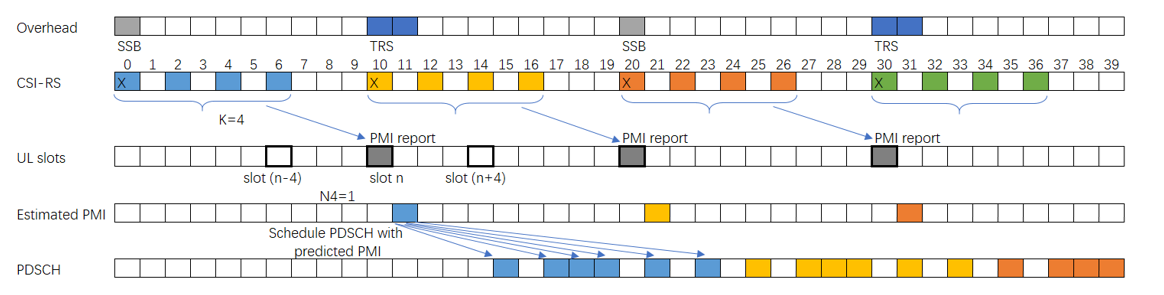 Overhead
SSB TRS SSB TRS
0 1 2 3 4 5 6 7 8 9 10 11 12 13 14 15 16 17 18 19 20 21 22 23 24 25 26 27 28 29 30 31 32 33 34 35 36 37 38 39
CSI-RS X X X X
K=4
PMI report PMI report PMI report
UL slots
slot (n-4) slot n slot (n+4)
N4=1
Estimated PMI
Schedule PDSCH with
predicted PMI
PDSCH